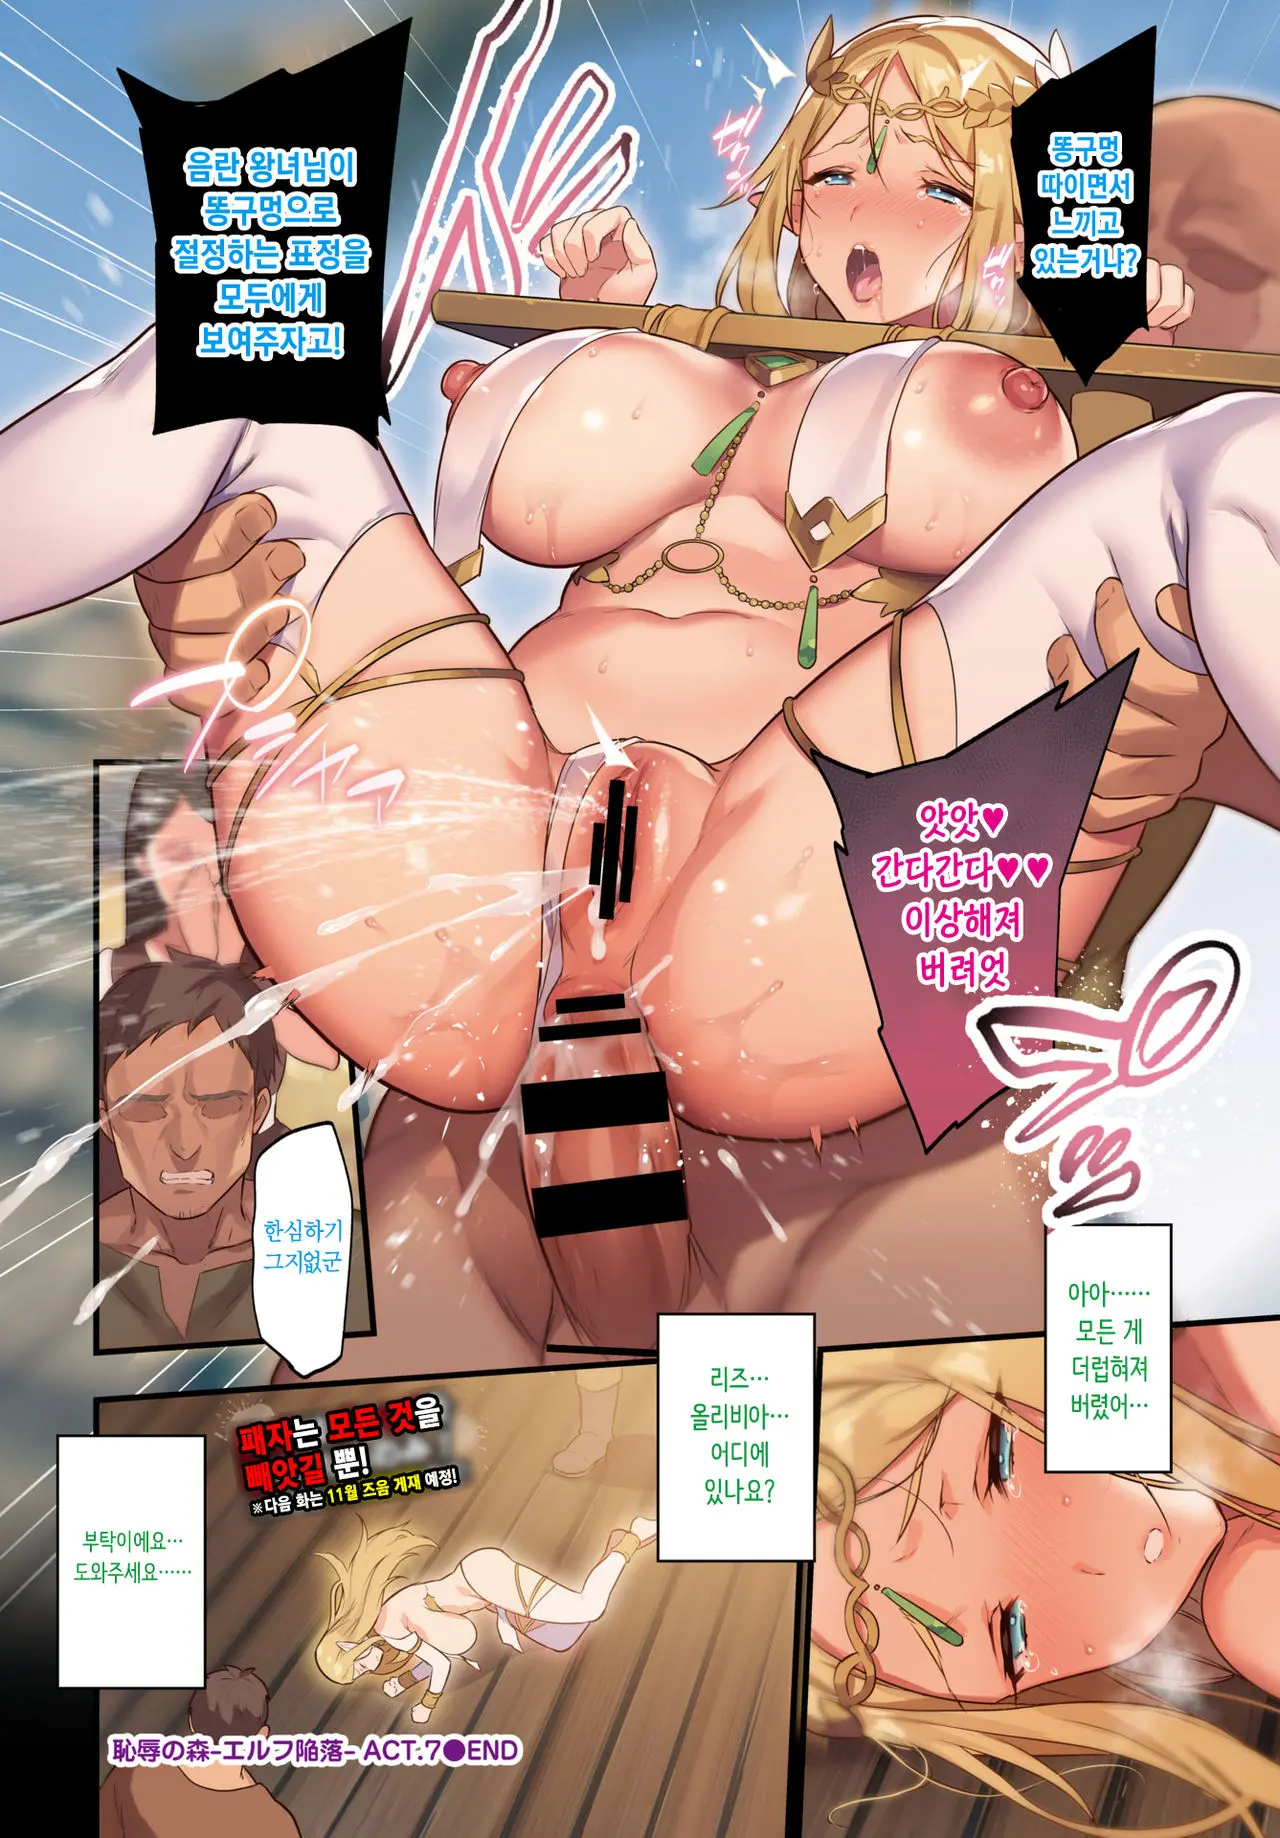 똥구멍
따이면서
느끼고
있는거냐?
음란 왕녀님이
똥구멍으로
절정하는 표정을
모두에게
보여주자고!
앗앗♥
간다간다♥♥
이상해져
버려엇
한심하기
그지없군
아아……
모든 게
더럽혀져
버렸어…
리즈…
올리비아…
어디에
있나요?
패자는 모든 것을
빼앗길 뿐!
※다음 화는 11월 즈음 게재 예정!
부탁이에요…
도와주세요……
恥辱の森-エルフ陥落- ACT.7●END